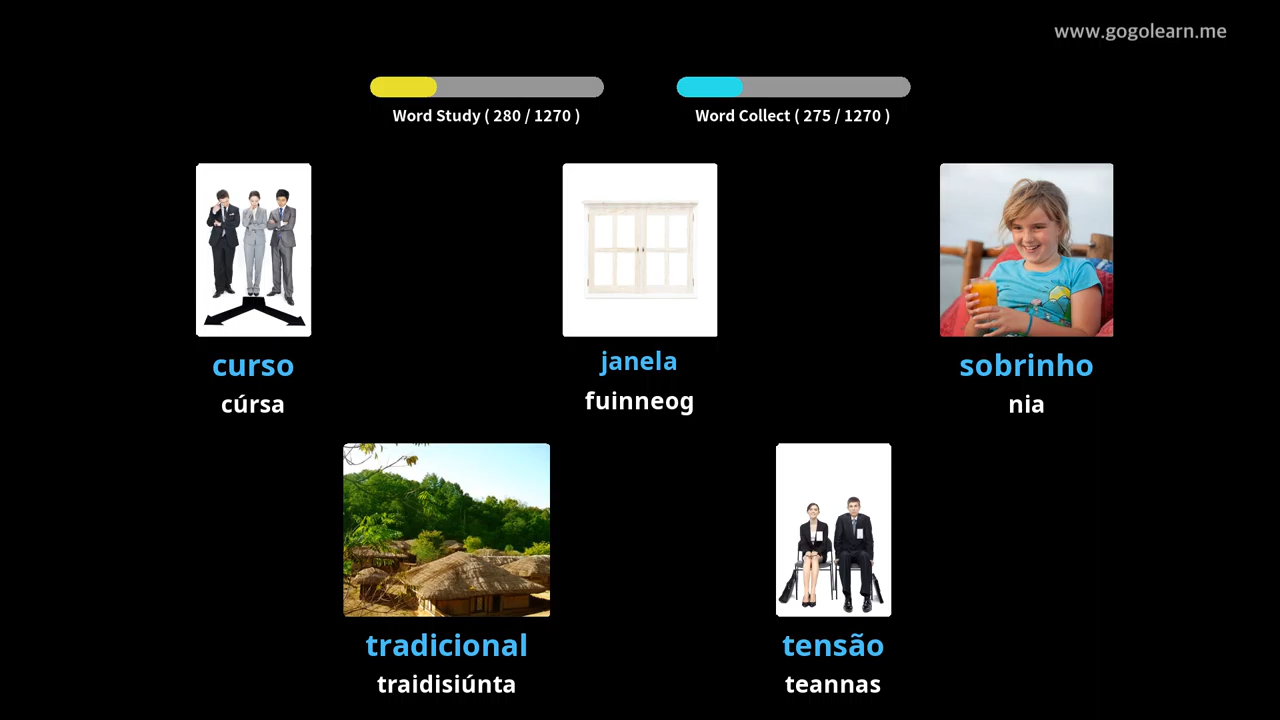 www.gogolearn.me
Word Study ( 280 / 1270 )
Word Collect ( 275 / 1270 )
curso
cúrsa
janela
fuinneog
sobrinho
nia
tradicional
traidisiúnta
tensão
teannas